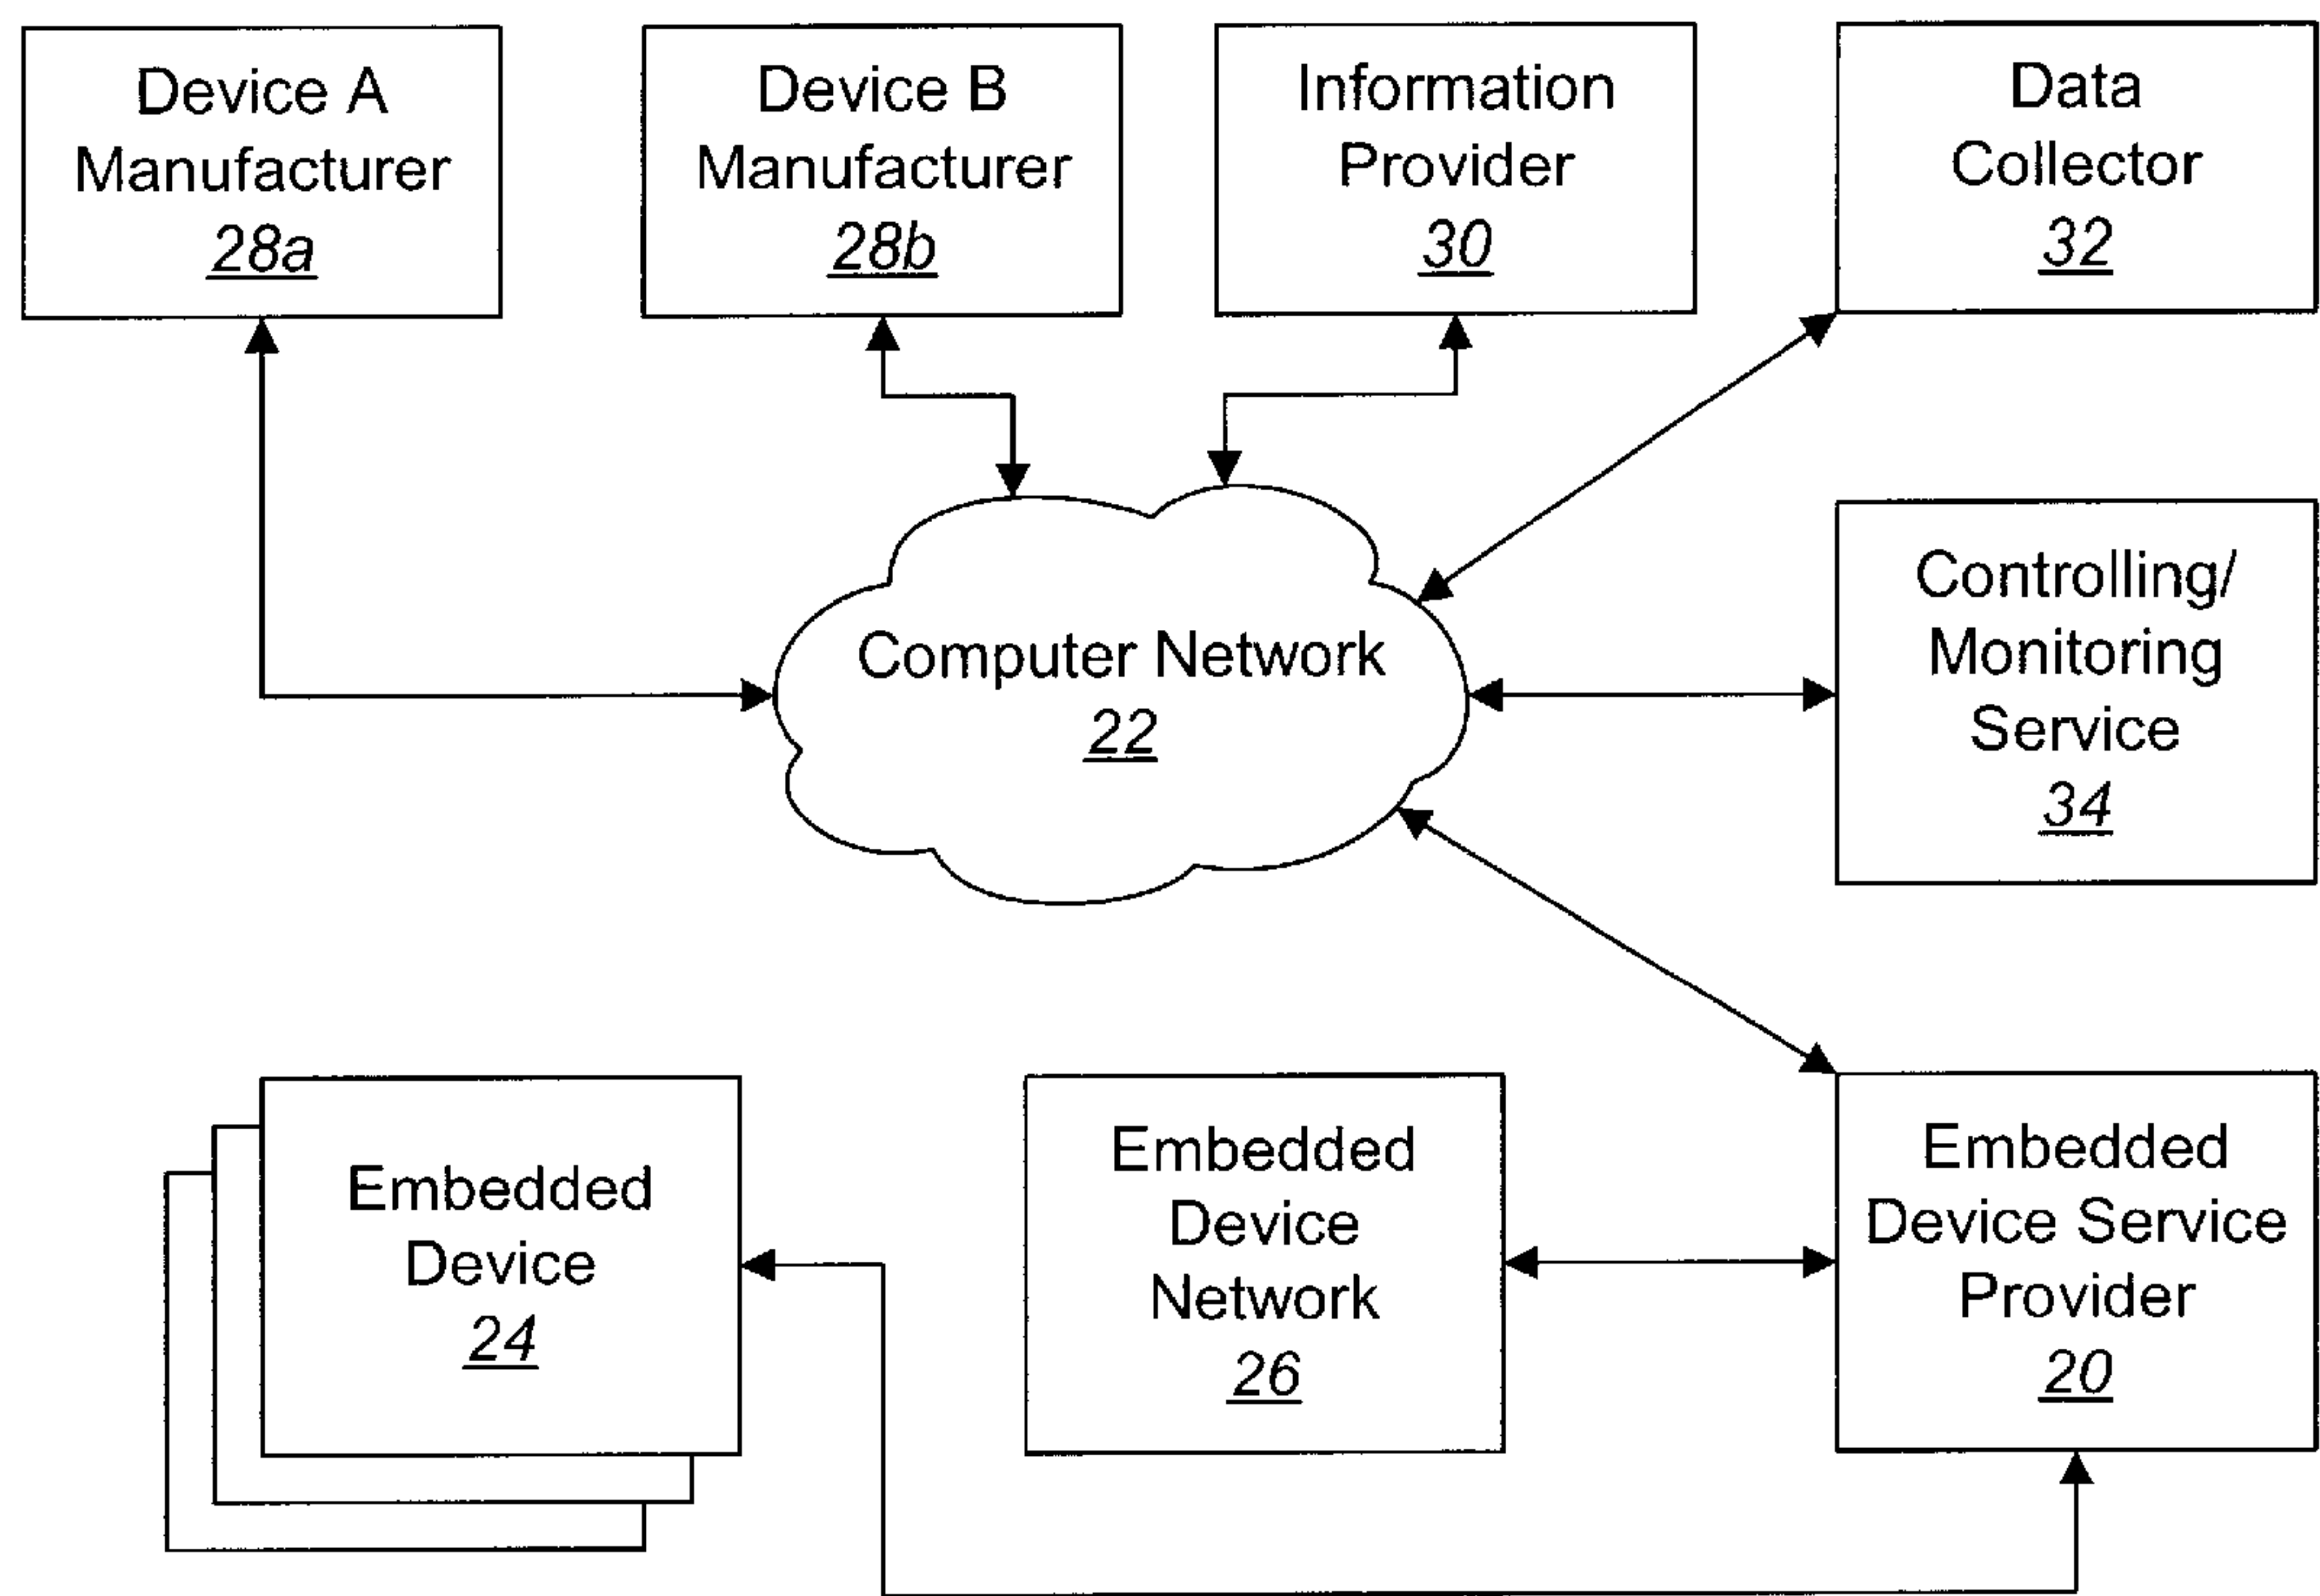 Device A
Manufacturer
28a
Device B
Manufacturer
28b
Information
Provider
30
Data
Collector
32
Computer Network
22
Controlling/
Monitoring
Service
34
Embedded
Device
24
Embedded
Device
Network
26
Embedded
Device Service
Provider
20